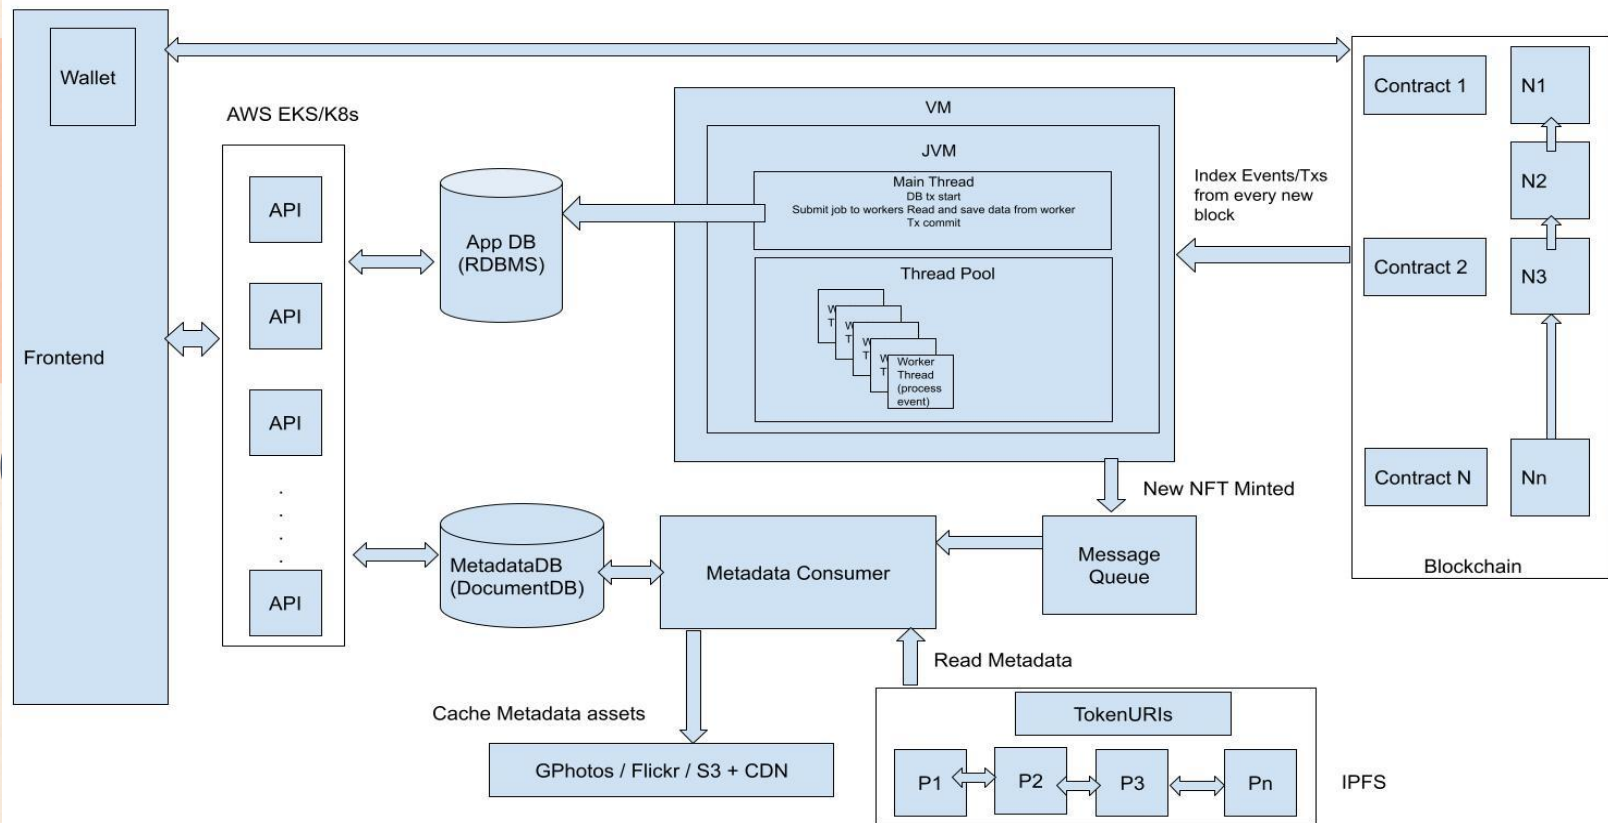 Wallet
Frontend
AWS EKS/K8s
API
API
API
.
.
.
.
API
App DB
(RDBMS)
MetadataDB
(DocumentDB)
VM
JVM
Main Thread
DB tx start
Submit job to workers Read and save data from worker
Tx commit
Thread Pool
W
T
W
T
W
T
W
T
Worker
Thread
(process
event)
Index Events/Txs
from every new
block
Contract 1
N1
N2
Contract 2
N3
Contract N
Nn
Blockchain
New NFT Minted
Message
Queue
Metadata Consumer
Read Metadata
Cache Metadata assets
GPhotos / Flickr / S3 + CDN
TokenURIs
P1
P2
P3
Pn
IPFS